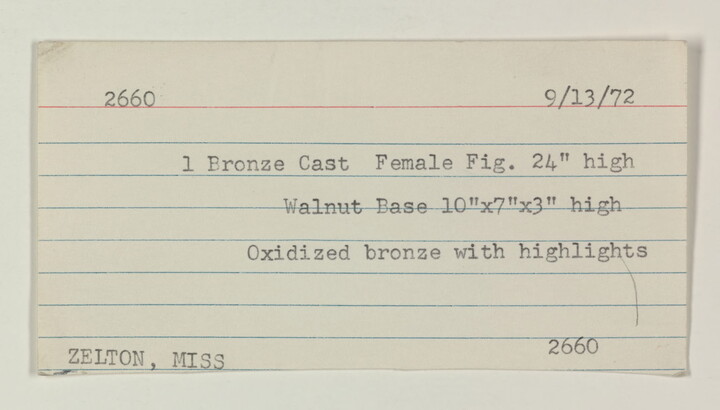 2660 9/13/72
1 Bronze Cast Female Fig. 24" high
Walnut Base 10"x7"x3" high
Oxidized bronze with highlights
2660
ZELTON, MISS